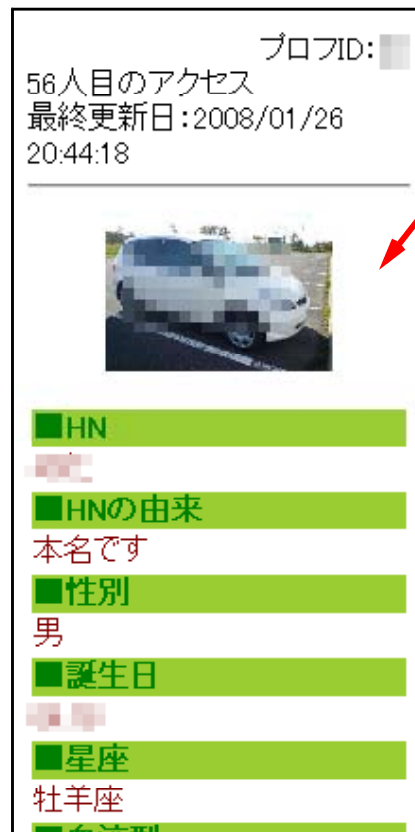 プロフID:
56人目のアクセス
最終更新日:2008/01/26
20:44:18
■HN
■HNの由来
本名です
■性別
男
■誕生日
■星座
牡羊座